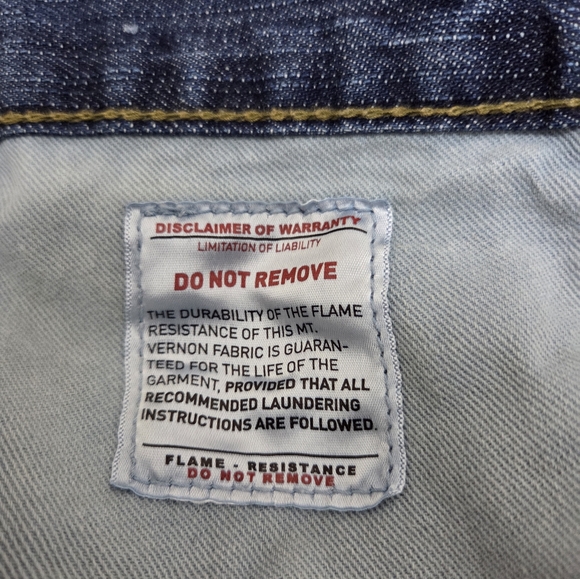 DISCLAIMER OF WARRANTY
LIMITATION OF LIABILITY
DO NOT REMOVE
THE DURABILITY OF THE FLAME
RESISTANCE OF THIS MT.
VERNON FABRIC IS GUARAN-
TEED FOR THE LIFE OF THE
GARMENT, PROVIDED THAT ALL
RECOMMENDED LAUNDERING
INSTRUCTIONS ARE FOLLOWED.
FLAME - RESISTANCE
DO NOT REMOVE